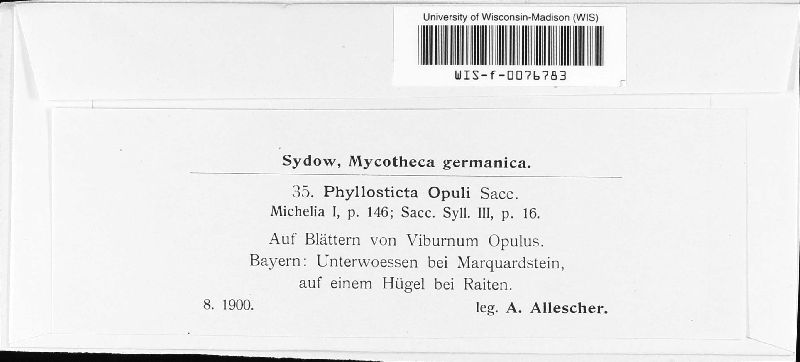 University of Wisconsin-Madison (WIS)
WIS-f-0076783
Sydow, Mycotheca germanica.
35. Phyllosticta Opuli Sacc.
Michelia I, p. 146; Sacc. Syll. III, p. 16.
Auf Blättern von Viburnum Opulus.
Bayern: Unterwoessen bei Marquardstein,
auf einem Hügel bei Raiten.
8. 1900. leg. A. Allescher.